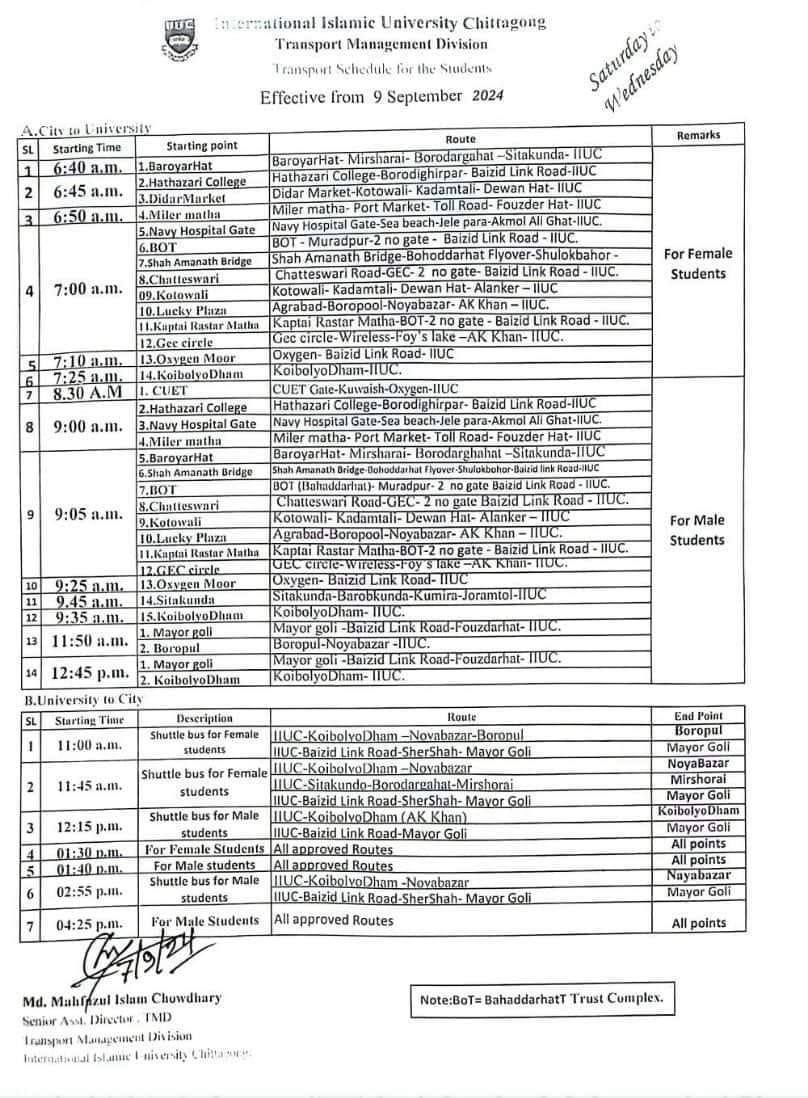 IIUC
International Islamic University Chittagong
Transport Management Division
Transport Schedule for the Students
Effective from 9 September 2024
Saturday to
Wednesday
A.City to University
SL Starting Time Starting point Route Remarks
1 6:40 a.m. 1.BaroyarHat BaroyarHat- Mirsharai- Borodargahat –Sitakunda- IIUC
2 6:45 a.m. 2.Hathazari College Hathazari College-Borodighirpar- Baizid Link Road-IIUC
3.DidarMarket Didar Market-Kotowali- Kadamtali- Dewan Hat- IIUC
3 6:50 a.m. 4.Miler matha Miler matha- Port Market- Toll Road- Fouzder Hat- IIUC
4 7:00 a.m. 5.Navy Hospital Gate Navy Hospital Gate-Sea beach-Jele para-Akmol Ali Ghat-IIUC.
6.BOT BOT - Muradpur-2 no gate - Baizid Link Road - IIUC.
7.Shah Amanath Bridge Shah Amanath Bridge-Bohoddarhat Flyover-Shulokbahor -
8.Chatteswari Chatteswari Road-GEC- 2 no gate- Baizid Link Road - IIUC.
09.Kotowali Kotowali- Kadamtali- Dewan Hat- Alanker – IIUC
10.Lucky Plaza Agrabad-Boropool-Noyabazar- AK Khan – IIUC.
11.Kaptai Rastar Matha Kaptai Rastar Matha-BOT-2 no gate - Baizid Link Road - IIUC.
12.Gec circle Gec circle-Wireless-Foy's lake –AK Khan- IIUC.
5 7:10 a.m. 13.Oxygen Moor Oxygen- Baizid Link Road- IIUC
6 7:25 a.m. 14.KoibolyoDham KoibolyoDham-IIUC.
For Female
Students
7 8.30 A.M 1. CUET CUET Gate-Kuwaish-Oxygen-IIUC
8 9:00 a.m. 2.Hathazari College Hathazari College-Borodighirpar- Baizid Link Road-IIUC
3.Navy Hospital Gate Navy Hospital Gate-Sea beach-Jele para-Akmol Ali Ghat-IIUC.
4.Miler matha Miler matha- Port Market- Toll Road- Fouzder Hat- IIUC
9 9:05 a.m. 5.BaroyarHat BaroyarHat- Mirsharai- Borodarghahat –Sitakunda-IIUC
6.Shah Amanath Bridge Shah Amanath Bridge-Bohoddarhat Flyover-Shulokbohor-Baizid link Road-IIUC
7.BOT BOT (Bahaddarhat)- Muradpur- 2 no gate Baizid Link Road - IIUC.
8.Chatteswari Chatteswari Road-GEC- 2 no gate Baizid Link Road - IIUC.
9.Kotowali Kotowali- Kadamtali- Dewan Hat- Alanker – IIUC
10.Lucky Plaza Agrabad-Boropool-Noyabazar- AK Khan – IIUC.
11.Kaptai Rastar Matha Kaptai Rastar Matha-BOT-2 no gate - Baizid Link Road - IIUC.
12.GEC circle GEC circle-Wireless-Foy's lake –AK Khan- IIUC.
10 9:25 a.m. 13.Oxygen Moor Oxygen- Baizid Link Road- IIUC
11 9.45 a.m. 14.Sitakunda Sitakunda-Barobkunda-Kumira-Joramtol-IIUC
12 9:35 a.m. 15.KoibolyoDham KoibolyoDham- IIUC.
13 11:50 a.m. 1. Mayor goli Mayor goli -Baizid Link Road-Fouzdarhat- IIUC.
2. Boropul Boropul-Noyabazar -IIUC.
14 12:45 p.m. 1. Mayor goli Mayor goli -Baizid Link Road-Fouzdarhat- IIUC.
2. KoibolyoDham KoibolyoDham- IIUC.
For Male
Students
B.University to City
SL Starting Time Description Route End Point
1 11:00 a.m. Shuttle bus for Female students IIUC-KoibolyoDham –Noyabazar-Boropul Boropul
IIUC-Baizid Link Road-SherShah- Mayor Goli Mayor Goli
2 11:45 a.m. Shuttle bus for Female students IIUC-KoibolyoDham –Noyabazar NoyaBazar
IIUC-Sitakundo-Borodargahat-Mirshorai Mirshorai
IIUC-Baizid Link Road-SherShah- Mayor Goli Mayor Goli
3 12:15 p.m. Shuttle bus for Male students IIUC-KoibolyoDham (AK Khan) KoibolyoDham
IIUC-Baizid Link Road-Mayor Goli Mayor Goli
4 01:30 p.m. For Female Students All approved Routes All points
5 01:40 p.m. For Male students All approved Routes All points
6 02:55 p.m. Shuttle bus for Male students IIUC-KoibolyoDham -Noyabazar Nayabazar
IIUC-Baizid Link Road-SherShah- Mayor Goli Mayor Goli
7 04:25 p.m. For Male Students All approved Routes All points
7/9/24
Md. Mahfuzul Islam Chowdhary
Senior Asst. Director , TMD
Transport Management Division
International Islamic University Chittagong.
Note:BoT= BahaddarhatT Trust Complex.